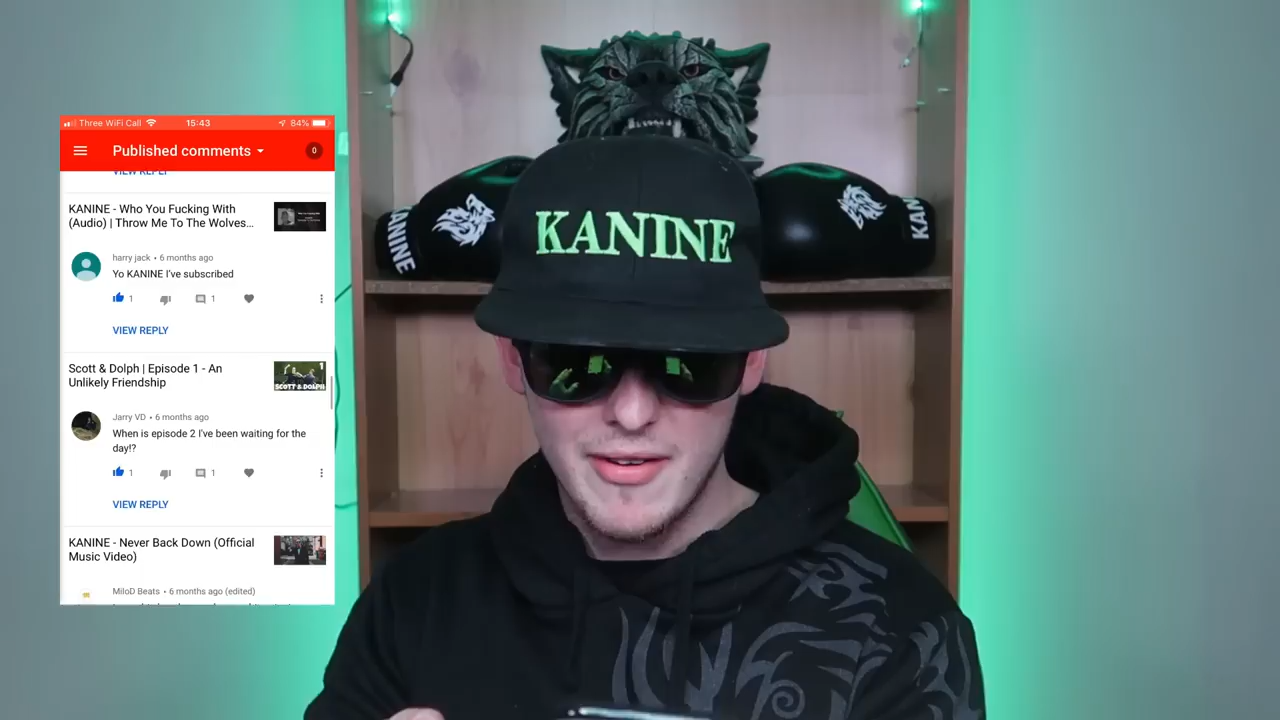 Three WiFi Call
15:43
84%
Published comments
0
VIEW REPLY
KANINE - Who You Fucking With
(Audio) | Throw Me To The Wolves...
harry jack • 6 months ago
Yo KANINE I've subscribed
1
1
VIEW REPLY
Scott & Dolph | Episode 1 - An
Unlikely Friendship
1
SCOTT & DOLPH
Jarry VD • 6 months ago
When is episode 2 I've been waiting for the
day!?
1
1
VIEW REPLY
KANINE - Never Back Down (Official
Music Video)
MiloD Beats • 6 months ago (edited)
KANINE
KANINE
KAN